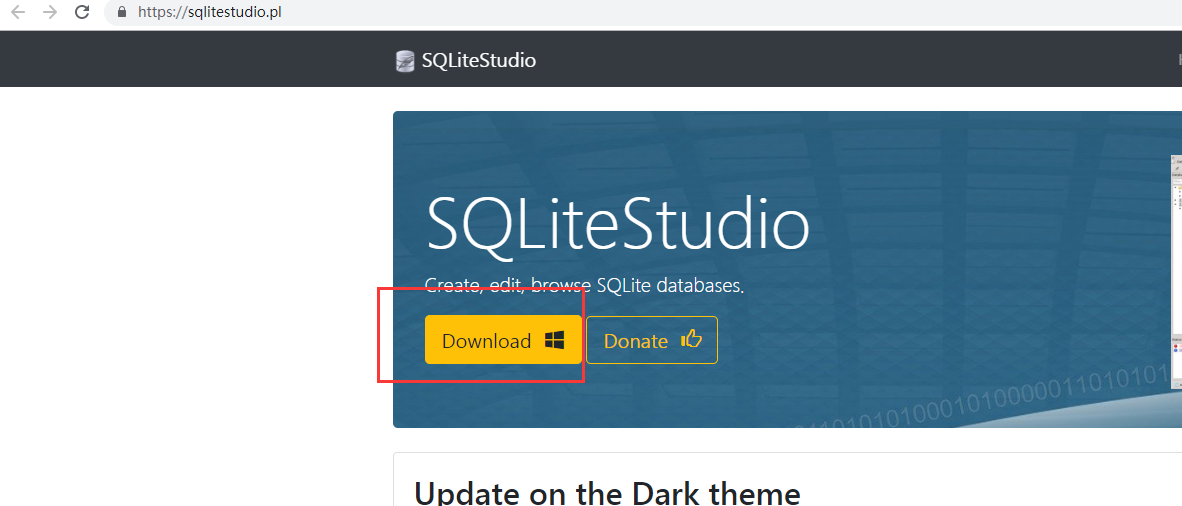 https://sqlitestudio.pl
SQLiteStudio
SQLiteStudio
Create, edit, browse SQLite databases.
Download
Donate
Update on the Dark theme